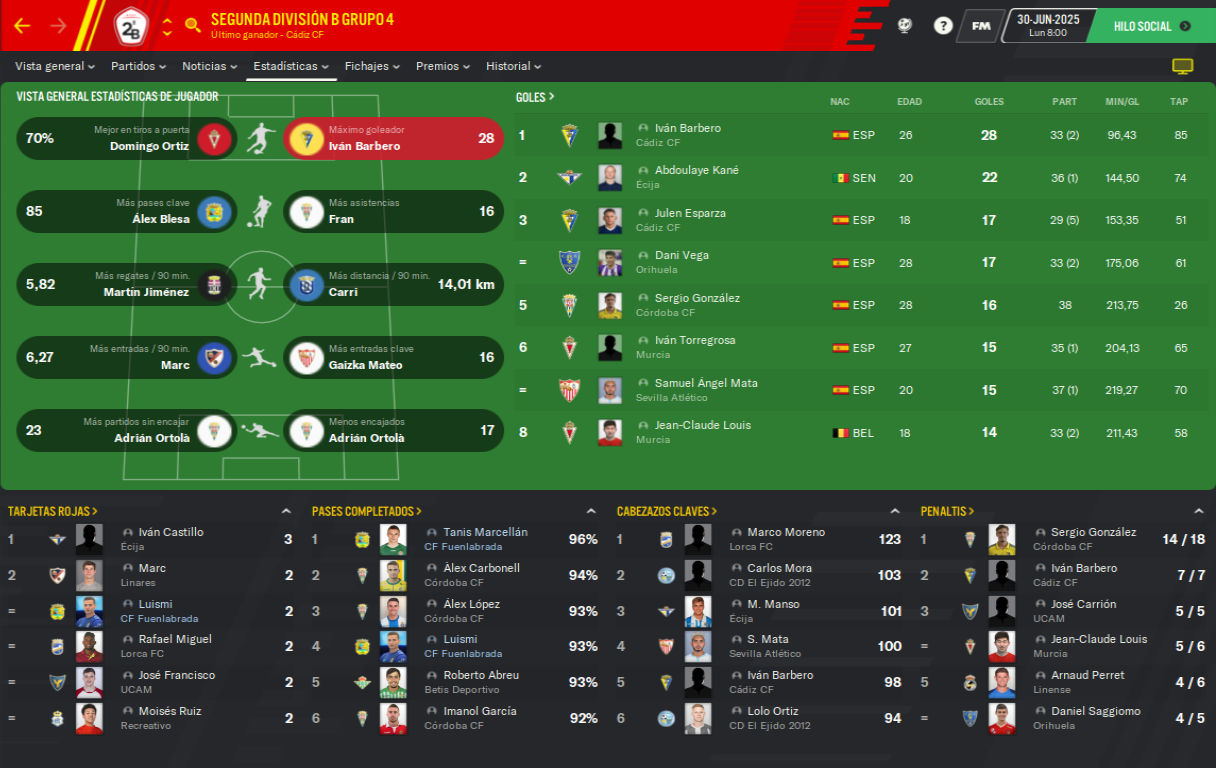 SEGUNDA DIVISIÓN B GRUPO 4
Último ganador - Cádiz CF
2ªB
?
FM
30-JUN-2025
Lun 8:00
HILO SOCIAL
Vista general
Partidos
Noticias
Estadísticas
Fichajes
Premios
Historial
VISTA GENERAL ESTADÍSTICAS DE JUGADOR
70%
Mejor en tiros a puerta
Domingo Ortiz
Máximo goleador
Iván Barbero
28
85
Más pases clave
Álex Blesa
Más asistencias
Fran
16
5,82
Más regates / 90 min.
Martín Jiménez
Más distancia / 90 min.
Carri
14,01 km
6,27
Más entradas / 90 min.
Marc
Más entradas clave
Gaizka Mateo
16
23
Más partidos sin encajar
Adrián Ortolà
Menos encajados
Adrián Ortolà
17
GOLES > NAC EDAD GOLES PART MIN/GL TAP
1 Iván Barbero ESP 26 28 33 (2) 96,43 85
Cádiz CF
2 Abdoulaye Kané SEN 20 22 36 (1) 144,50 74
Écija
3 Julen Esparza ESP 18 17 29 (5) 153,35 51
Cádiz CF
= Dani Vega ESP 28 17 33 (2) 175,06 61
Orihuela
5 Sergio González ESP 28 16 38 213,75 26
Córdoba CF
6 Iván Torregrosa ESP 27 15 35 (1) 204,13 65
Murcia
= Samuel Ángel Mata ESP 20 15 37 (1) 219,27 70
Sevilla Atlético
8 Jean-Claude Louis BEL 18 14 33 (2) 211,43 58
Murcia
TARJETAS ROJAS >
1 Iván Castillo 3
Écija
2 Marc 2
Linares
= Luismi 2
CF Fuenlabrada
= Rafael Miguel 2
Lorca FC
= José Francisco 2
UCAM
= Moisés Ruiz 2
Recreativo
PASES COMPLETADOS >
1 Tanis Marcellán 96%
CF Fuenlabrada
2 Àlex Carbonell 94%
Córdoba CF
3 Álex López 93%
Córdoba CF
4 Luismi 93%
CF Fuenlabrada
5 Roberto Abreu 93%
Betis Deportivo
6 Imanol García 92%
Córdoba CF
CABEZAZOS CLAVES >
1 Marco Moreno 123
Lorca FC
2 Carlos Mora 103
CD El Ejido 2012
3 M. Manso 101
Écija
4 S. Mata 100
Sevilla Atlético
5 Iván Barbero 98
Cádiz CF
6 Lolo Ortiz 94
CD El Ejido 2012
PENALTIS >
1 Sergio González 14 / 18
Córdoba CF
2 Iván Barbero 7 / 7
Cádiz CF
3 José Carrión 5 / 5
UCAM
= Jean-Claude Louis 5 / 6
Murcia
5 Arnaud Perret 4 / 6
Linense
= Daniel Saggiomo 4 / 5
Orihuela